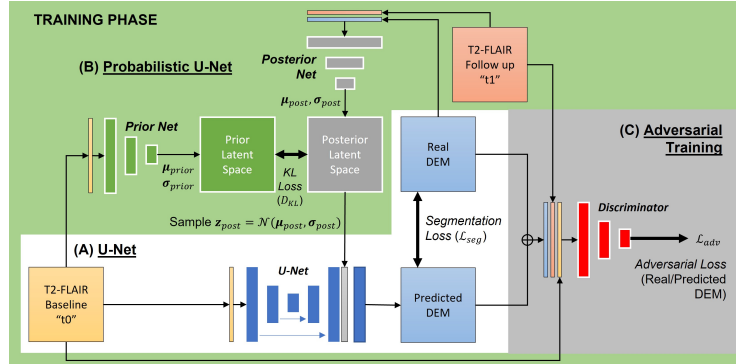 TRAINING PHASE
(B) Probabilistic U-Net
Posterior
Net
T2-FLAIR
Follow up
“t1”
μpost, σpost
Prior Net
μprior
σprior
Prior
Latent
Space
KL
Loss
(DKL)
Posterior
Latent
Space
Real
DEM
(C) Adversarial
Training
Sample zpost = 𝒩(μpost, σpost)
Segmentation
Loss (ℒseg)
Discriminator
ℒadv
Adversarial Loss
(Real/Predicted
DEM)
(A) U-Net
T2-FLAIR
Baseline
“t0”
U-Net
Predicted
DEM